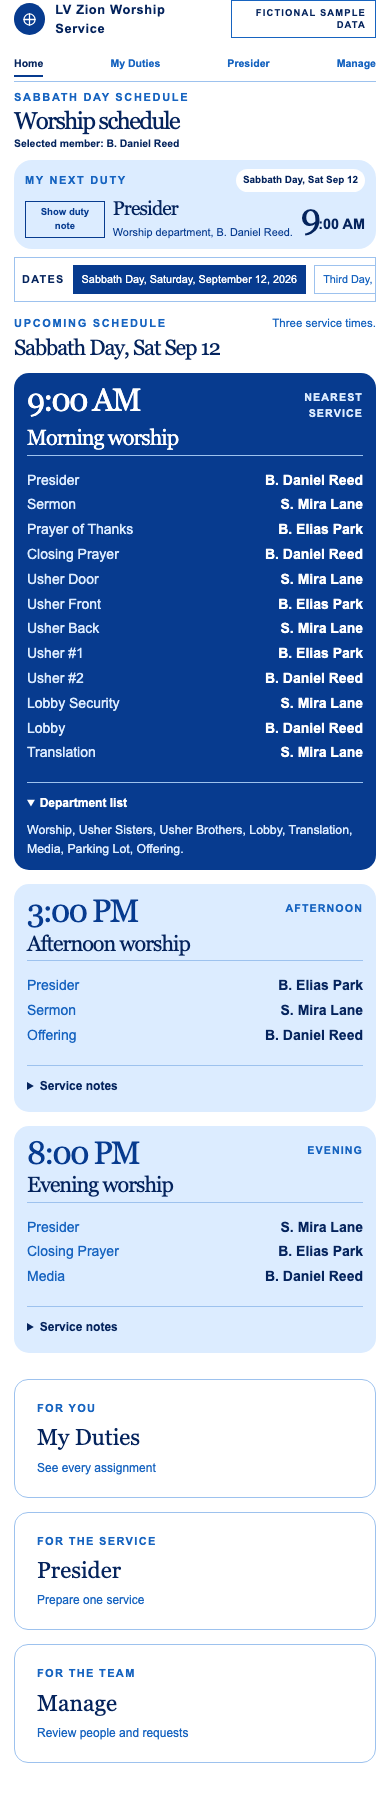 LV Zion Worship
Service
FICTIONAL SAMPLE
DATA
Home
My Duties
Presider
Manage
SABBATH DAY SCHEDULE
Worship schedule
Selected member: B. Daniel Reed
MY NEXT DUTY
Sabbath Day, Sat Sep 12
Show duty
note
Presider
Worship department, B. Daniel Reed.
9:00 AM
DATES
Sabbath Day, Saturday, September 12, 2026
Third Day,
UPCOMING SCHEDULE
Three service times.
Sabbath Day, Sat Sep 12
9:00 AM
NEAREST
SERVICE
Morning worship
Presider B. Daniel Reed
Sermon S. Mira Lane
Prayer of Thanks B. Elias Park
Closing Prayer B. Daniel Reed
Usher Door S. Mira Lane
Usher Front B. Elias Park
Usher Back S. Mira Lane
Usher #1 B. Elias Park
Usher #2 B. Daniel Reed
Lobby Security S. Mira Lane
Lobby B. Daniel Reed
Translation S. Mira Lane
▼ Department list
Worship, Usher Sisters, Usher Brothers, Lobby, Translation,
Media, Parking Lot, Offering.
3:00 PM
AFTERNOON
Afternoon worship
Presider B. Elias Park
Sermon S. Mira Lane
Offering B. Daniel Reed
▶ Service notes
8:00 PM
EVENING
Evening worship
Presider S. Mira Lane
Closing Prayer B. Elias Park
Media B. Daniel Reed
▶ Service notes
FOR YOU
My Duties
See every assignment
FOR THE SERVICE
Presider
Prepare one service
FOR THE TEAM
Manage
Review people and requests